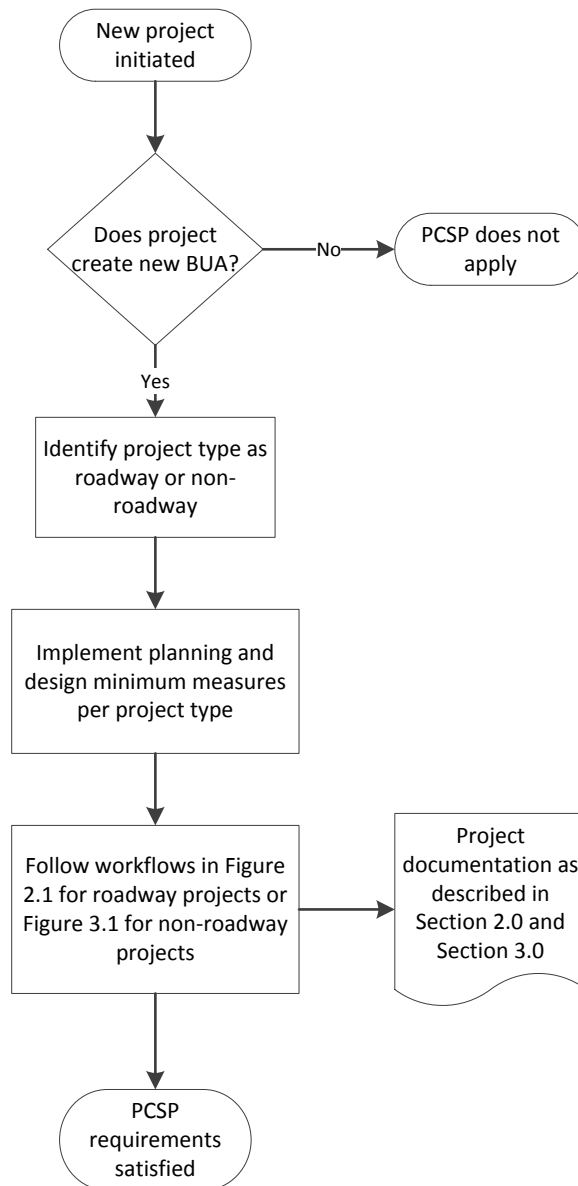 New project
initiated
Does project
create new BUA?
No
PCSP does not
apply
Yes
Identify project type as
roadway or non-
roadway
Implement planning and
design minimum measures
per project type
Follow workflows in Figure
2.1 for roadway projects or
Figure 3.1 for non-roadway
projects
Project
documentation as
described in
Section 2.0 and
Section 3.0
PCSP
requirements
satisfied